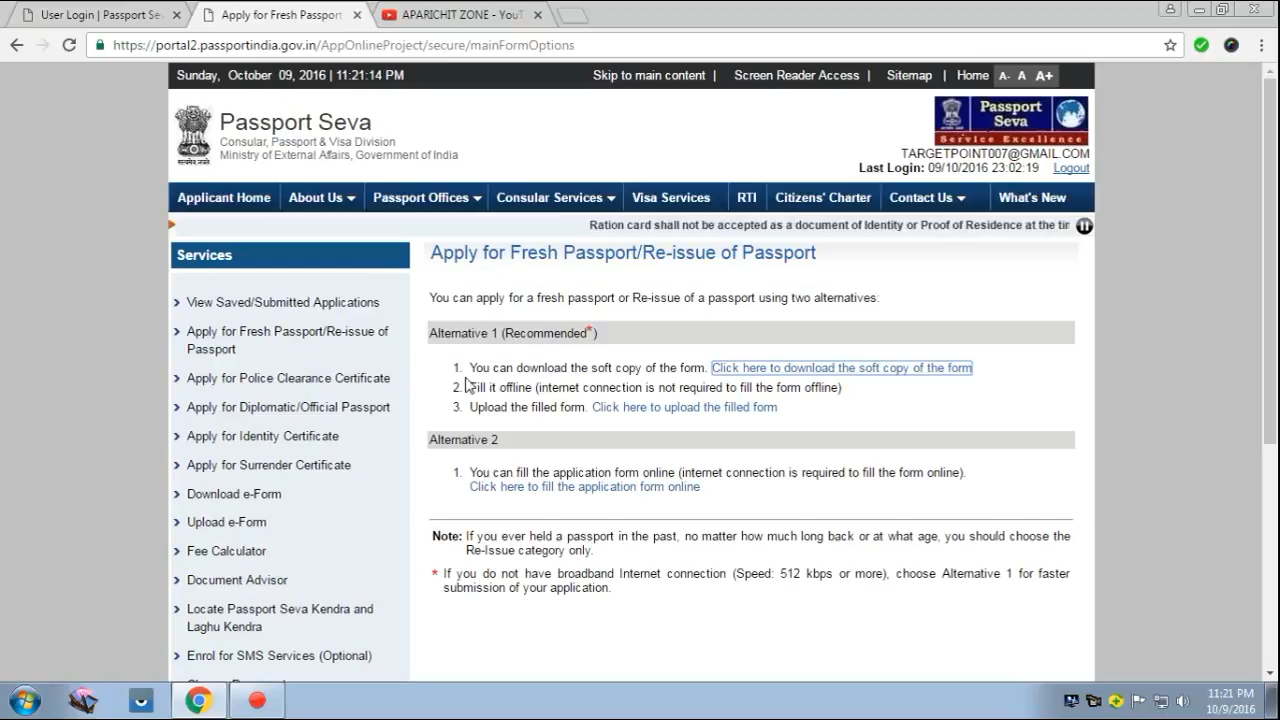 User Login | Passport Se
Apply for Fresh Passport
APARICHIT ZONE - YouT
https://portal2.passportindia.gov.in/AppOnlineProject/secure/mainFormOptions
Sunday, October 09, 2016 | 11:21:14 PM
Skip to main content | Screen Reader Access | Sitemap | Home A- A A+
Passport Seva
Consular, Passport & Visa Division
Ministry of External Affairs, Government of India
सत्यमेव जयते
Passport
Seva
Service Excellence
TARGETPOINT007@GMAIL.COM
Last Login: 09/10/2016 23:02:19 Logout
Applicant Home About Us Passport Offices Consular Services Visa Services RTI Citizens' Charter Contact Us What's New
Ration card shall not be accepted as a document of Identity or Proof of Residence at the tir
Services
View Saved/Submitted Applications
Apply for Fresh Passport/Re-issue of
Passport
Apply for Police Clearance Certificate
Apply for Diplomatic/Official Passport
Apply for Identity Certificate
Apply for Surrender Certificate
Download e-Form
Upload e-Form
Fee Calculator
Document Advisor
Locate Passport Seva Kendra and
Laghu Kendra
Enrol for SMS Services (Optional)
Apply for Fresh Passport/Re-issue of Passport
You can apply for a fresh passport or Re-issue of a passport using two alternatives:
Alternative 1 (Recommended*)
1. You can download the soft copy of the form. Click here to download the soft copy of the form
2. Fill it offline (internet connection is not required to fill the form offline)
3. Upload the filled form. Click here to upload the filled form
Alternative 2
1. You can fill the application form online (internet connection is required to fill the form online).
Click here to fill the application form online
Note: If you ever held a passport in the past, no matter how much long back or at what age, you should choose the
Re-Issue category only.
* If you do not have broadband Internet connection (Speed: 512 kbps or more), choose Alternative 1 for faster
submission of your application.
11:21 PM
10/9/2016